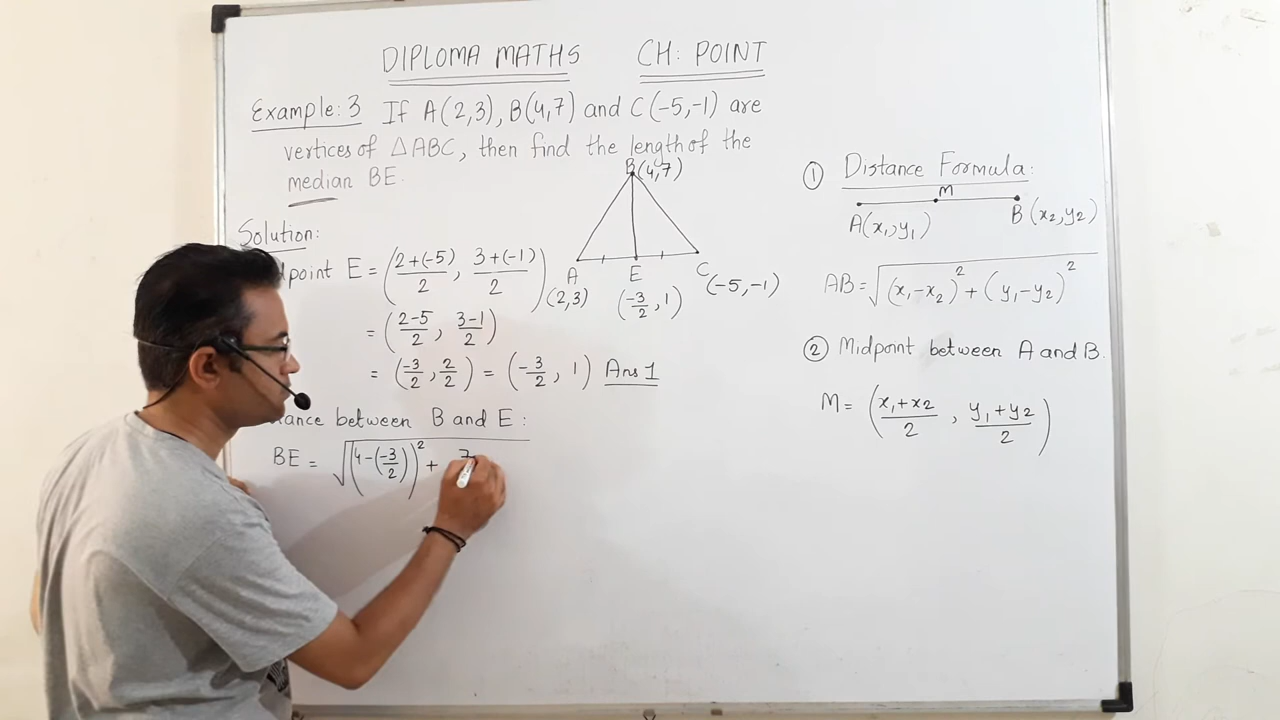 DIPLOMA MATHS CH: POINT
Example: 3 If A(2,3), B(4,7) and C(-5,-1) are
vertices of △ABC, then find the length of the
median BE.
B(4,7)
A
(2,3)
E
(-3/2, 1)
C
(-5,-1)
Solution:
dpoint E = ((2+(-5))/2, (3+(-1))/2)
= ((2-5)/2, (3-1)/2)
= (-3/2, 2/2) = (-3/2, 1) Ans 1
ance between B and E:
BE = √((4-(-3/2))² + 7
① Distance Formula:
M
A(x₁,y₁)
B(x₂,y₂)
AB = √((x₁-x₂)² + (y₁-y₂)²)
② Midpoint between A and B.
M = ((x₁+x₂)/2, (y₁+y₂)/2)